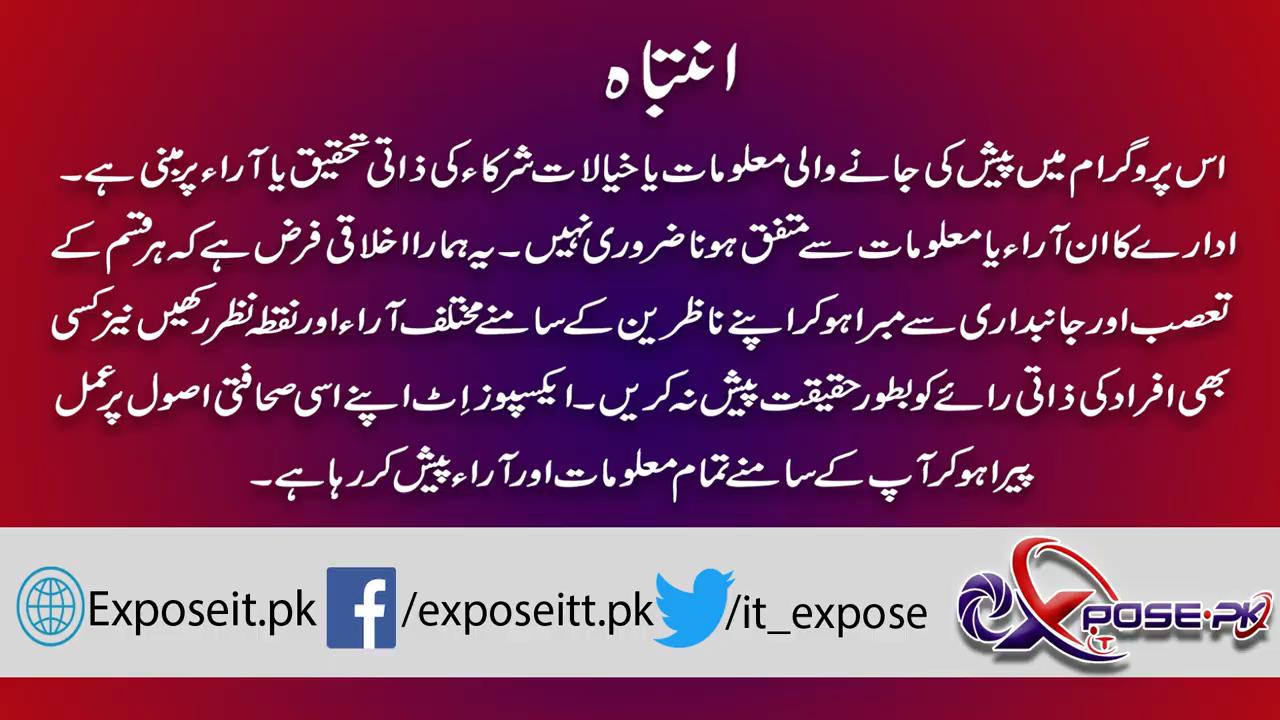 انتباہ
اس پروگرام میں پیش کی جانے والی معلومات یا خیالات شرکاء کی ذاتی تحقیق یا آراء پر مبنی ہے۔
ادارے کا ان آراء یا معلومات سے متفق ہونا ضروری نہیں۔ یہ ہمارا اخلاقی فرض ہے کہ ہر قسم کے
تعصب اور جانبداری سے مبرا ہو کر اپنے ناظرین کے سامنے مختلف آراء اور نقطہ نظر رکھیں نیز کسی
بھی افراد کی ذاتی رائے کو بطور حقیقت پیش نہ کریں۔ ایکسپوز اِٹ اپنے اسی صحافتی اصول پر عمل
پیرا ہو کر آپ کے سامنے تمام معلومات اور آراء پیش کر رہا ہے۔
Exposeit.pk /exposeitt.pk /it_expose
eXPOSE·PK
iT